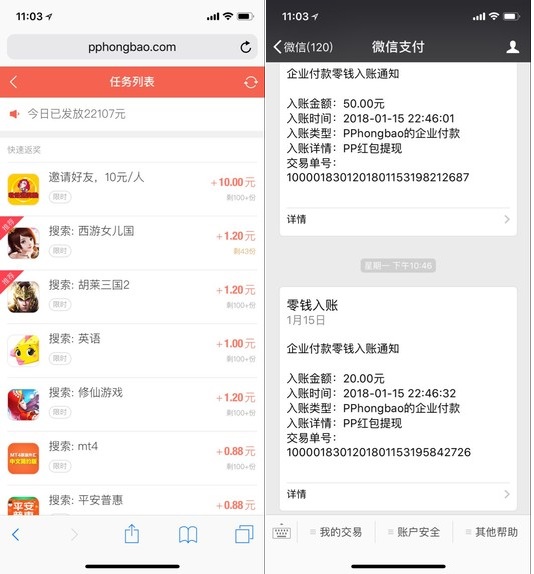 11:03
pphongbao.com
任务列表
今日已发放22107元
快速返奖
邀请好友，10元/人
+10.00元
限时
剩100+份
推荐
搜索: 西游女儿国
+1.20元
限时
剩43份
推荐
搜索: 胡莱三国2
+1.20元
限时
剩100+份
搜索: 英语
+1.00元
限时
剩100+份
搜索: 修仙游戏
+1.20元
限时
剩100+份
搜索: mt4
+0.88元
限时
剩100+份
搜索: 平安普惠
+0.88元
平安
普惠
11:03
微信(120)
微信支付
企业付款零钱入账通知
入账金额：50.00元
入账时间：2018-01-15 22:46:01
入账类型：PPhongbao的企业付款
入账详情：PP红包提现
交易单号：
1000018301201801153198212687
详情
星期一 下午10:46
零钱入账
1月15日
企业付款零钱入账通知
入账金额：20.00元
入账时间：2018-01-15 22:46:32
入账类型：PPhongbao的企业付款
入账详情：PP红包提现
交易单号：
1000018301201801153195842726
详情
我的交易
账户安全
其他帮助